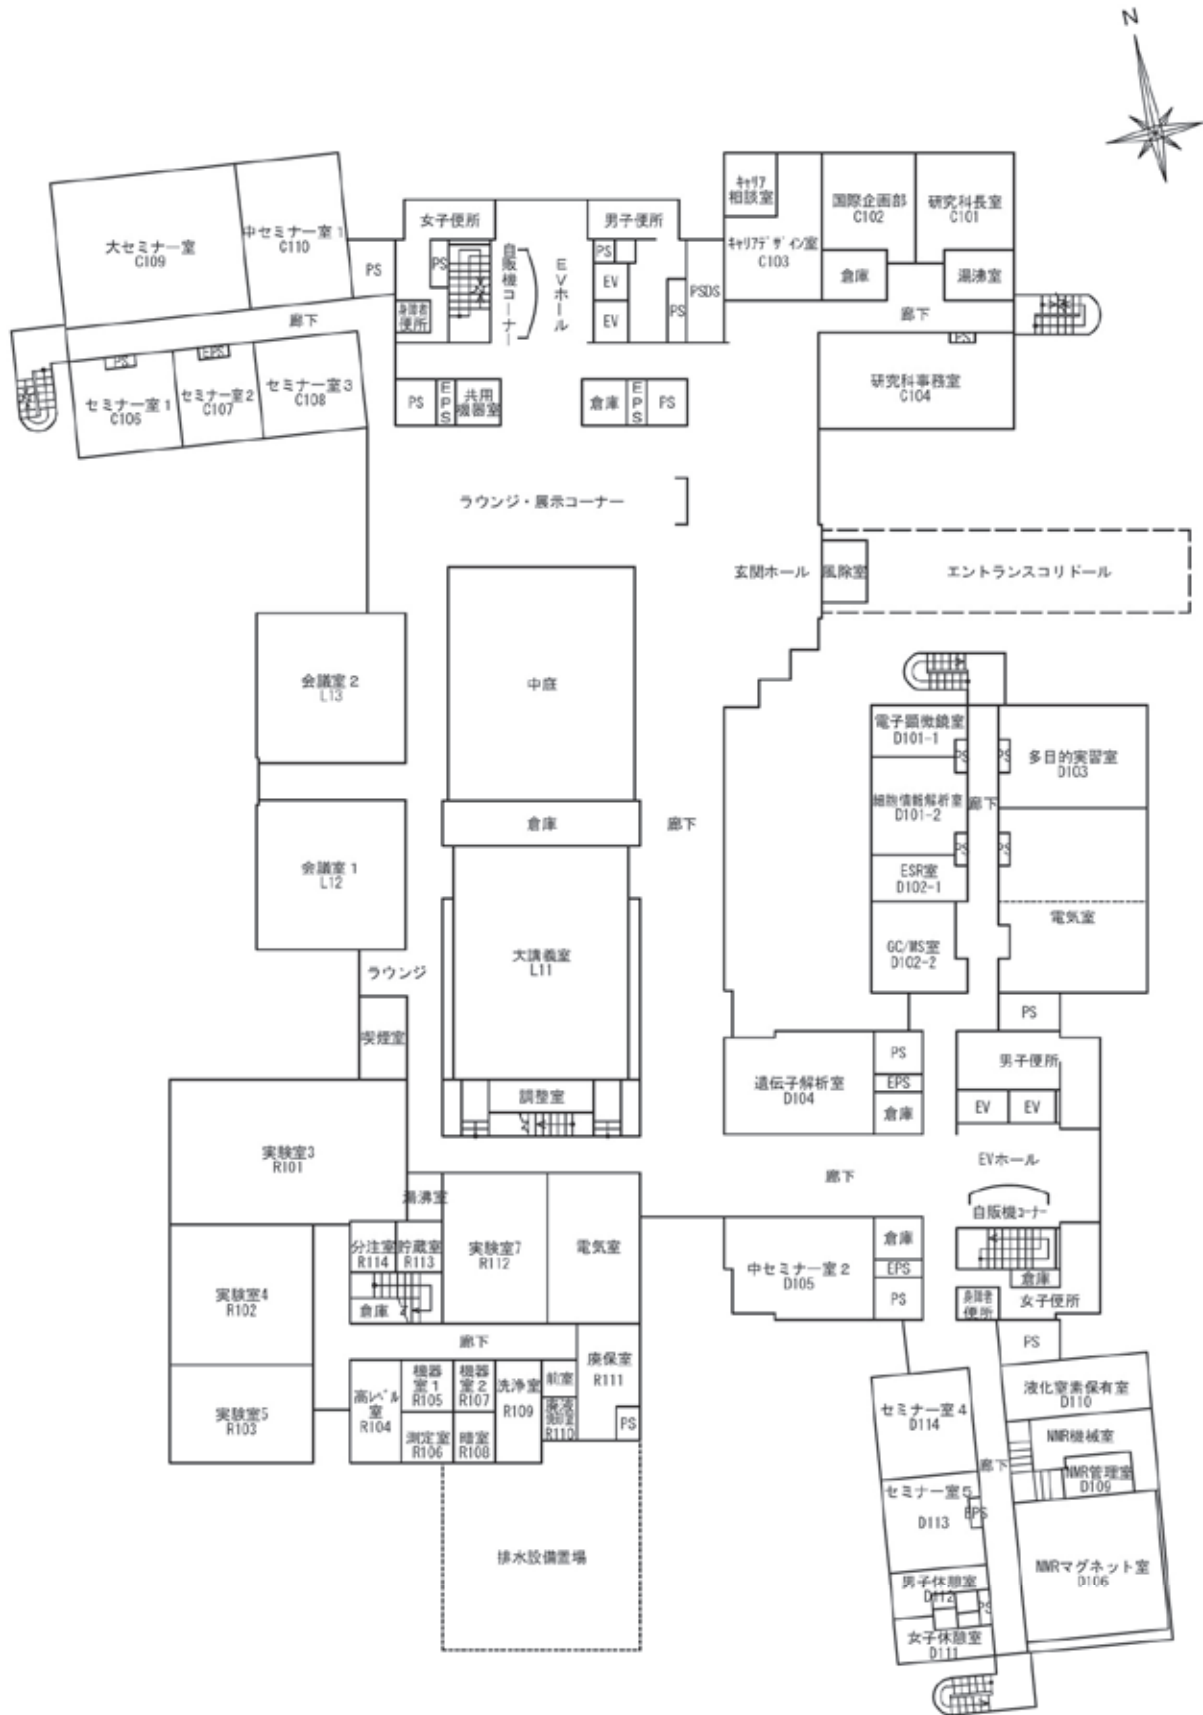 N
キャリア
相談室
キャリアデザイン室
C103
国際企画部
C102
研究科長室
C101
倉庫
湯沸室
廊下
PS
研究科事務室
C104
大セミナー室
C109
中セミナー室1
C110
PS
廊下
PS
EPS
セミナー室1
C106
セミナー室2
C107
セミナー室3
C108
女子便所
PS
身障者
便所
自販機コーナー
EVホール
男子便所
PS
EV
EV
PS
PSDS
PS
EPS
共用
機器室
倉庫
EPS
PS
ラウンジ・展示コーナー
玄関ホール
風除室
エントランスコリドール
会議室2
L13
中庭
倉庫
廊下
会議室1
L12
ラウンジ
喫煙室
大講義室
L11
調整室
電子顕微鏡室
D101-1
PS
PS
多目的実習室
D103
細胞情報解析室
D101-2
廊下
PS
PS
ESR室
D102-1
電気室
GC/MS室
D102-2
PS
遺伝子解析室
D104
PS
EPS
倉庫
男子便所
EV
EV
EVホール
廊下
自販機コーナー
中セミナー室2
D105
倉庫
EPS
PS
倉庫
身障者
便所
女子便所
PS
実験室3
R101
湯沸室
分注室
R114
貯蔵室
R113
実験室7
R112
電気室
実験室4
R102
倉庫
廊下
実験室5
R103
高レベル
室
R104
機器
室1
R105
機器
室2
R107
洗浄室
R109
前室
廃保室
R111
測定室
R106
暗室
R108
R110
PS
排水設備置場
セミナー室4
D114
液化窒素保有室
D110
NMR機械室
廊下
NMR管理室
D109
セミナー室5
D113
EPS
NMRマグネット室
D106
男子休憩室
D112
PS
女子休憩室
D111